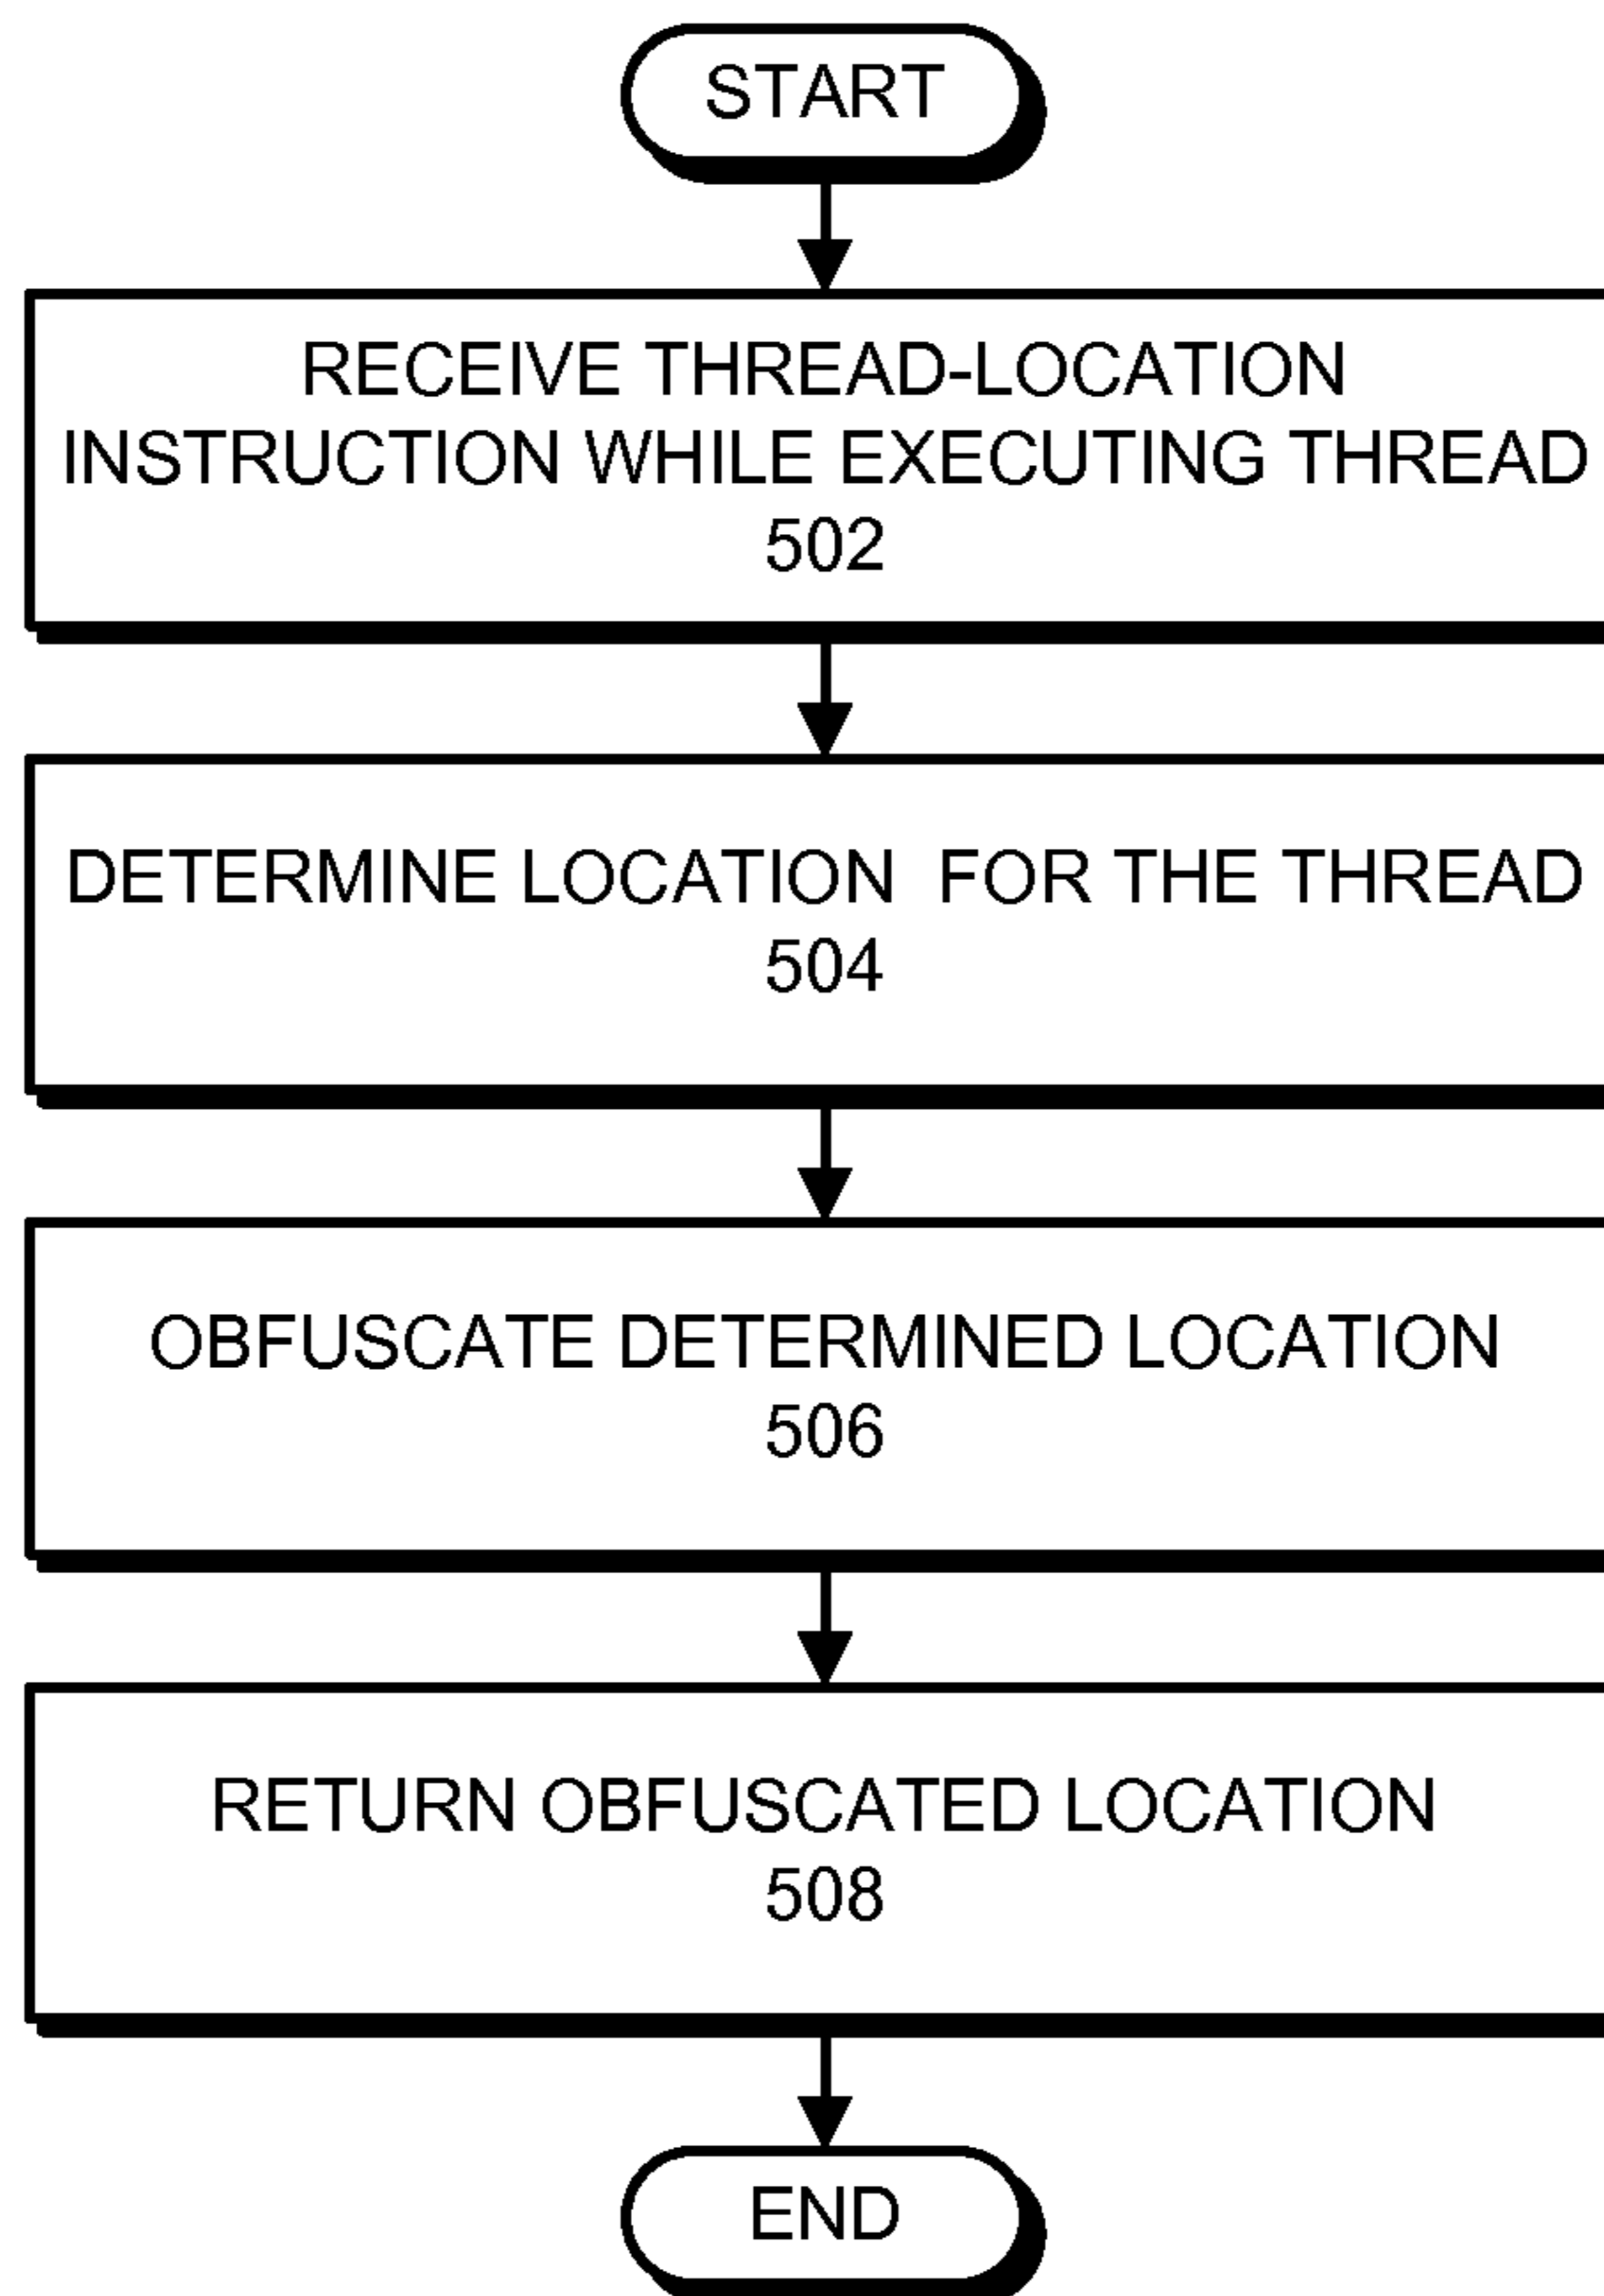 START
RECEIVE THREAD-LOCATION
INSTRUCTION WHILE EXECUTING THREAD
502
DETERMINE LOCATION FOR THE THREAD
504
OBFUSCATE DETERMINED LOCATION
506
RETURN OBFUSCATED LOCATION
508
END